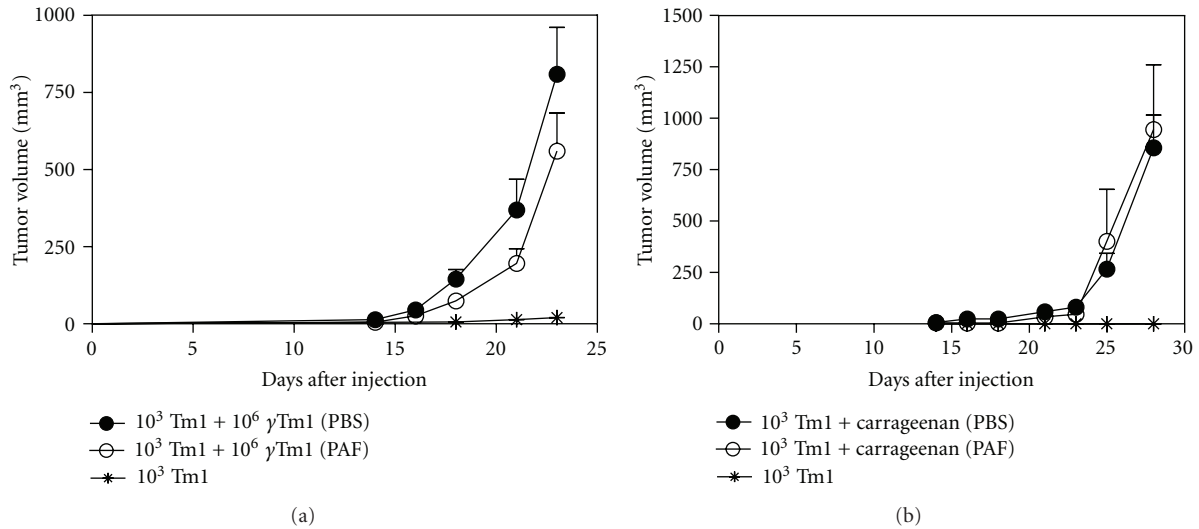 1000
750
500
250
0
Tumor volume (mm³)
0 5 10 15 20 25
Days after injection
10³ Tm1 + 10⁶ γTm1 (PBS)
10³ Tm1 + 10⁶ γTm1 (PAF)
10³ Tm1
(a)
1500
1250
1000
750
500
250
0
Tumor volume (mm³)
0 5 10 15 20 25 30
Days after injection
10³ Tm1 + carrageenan (PBS)
10³ Tm1 + carrageenan (PAF)
10³ Tm1
(b)